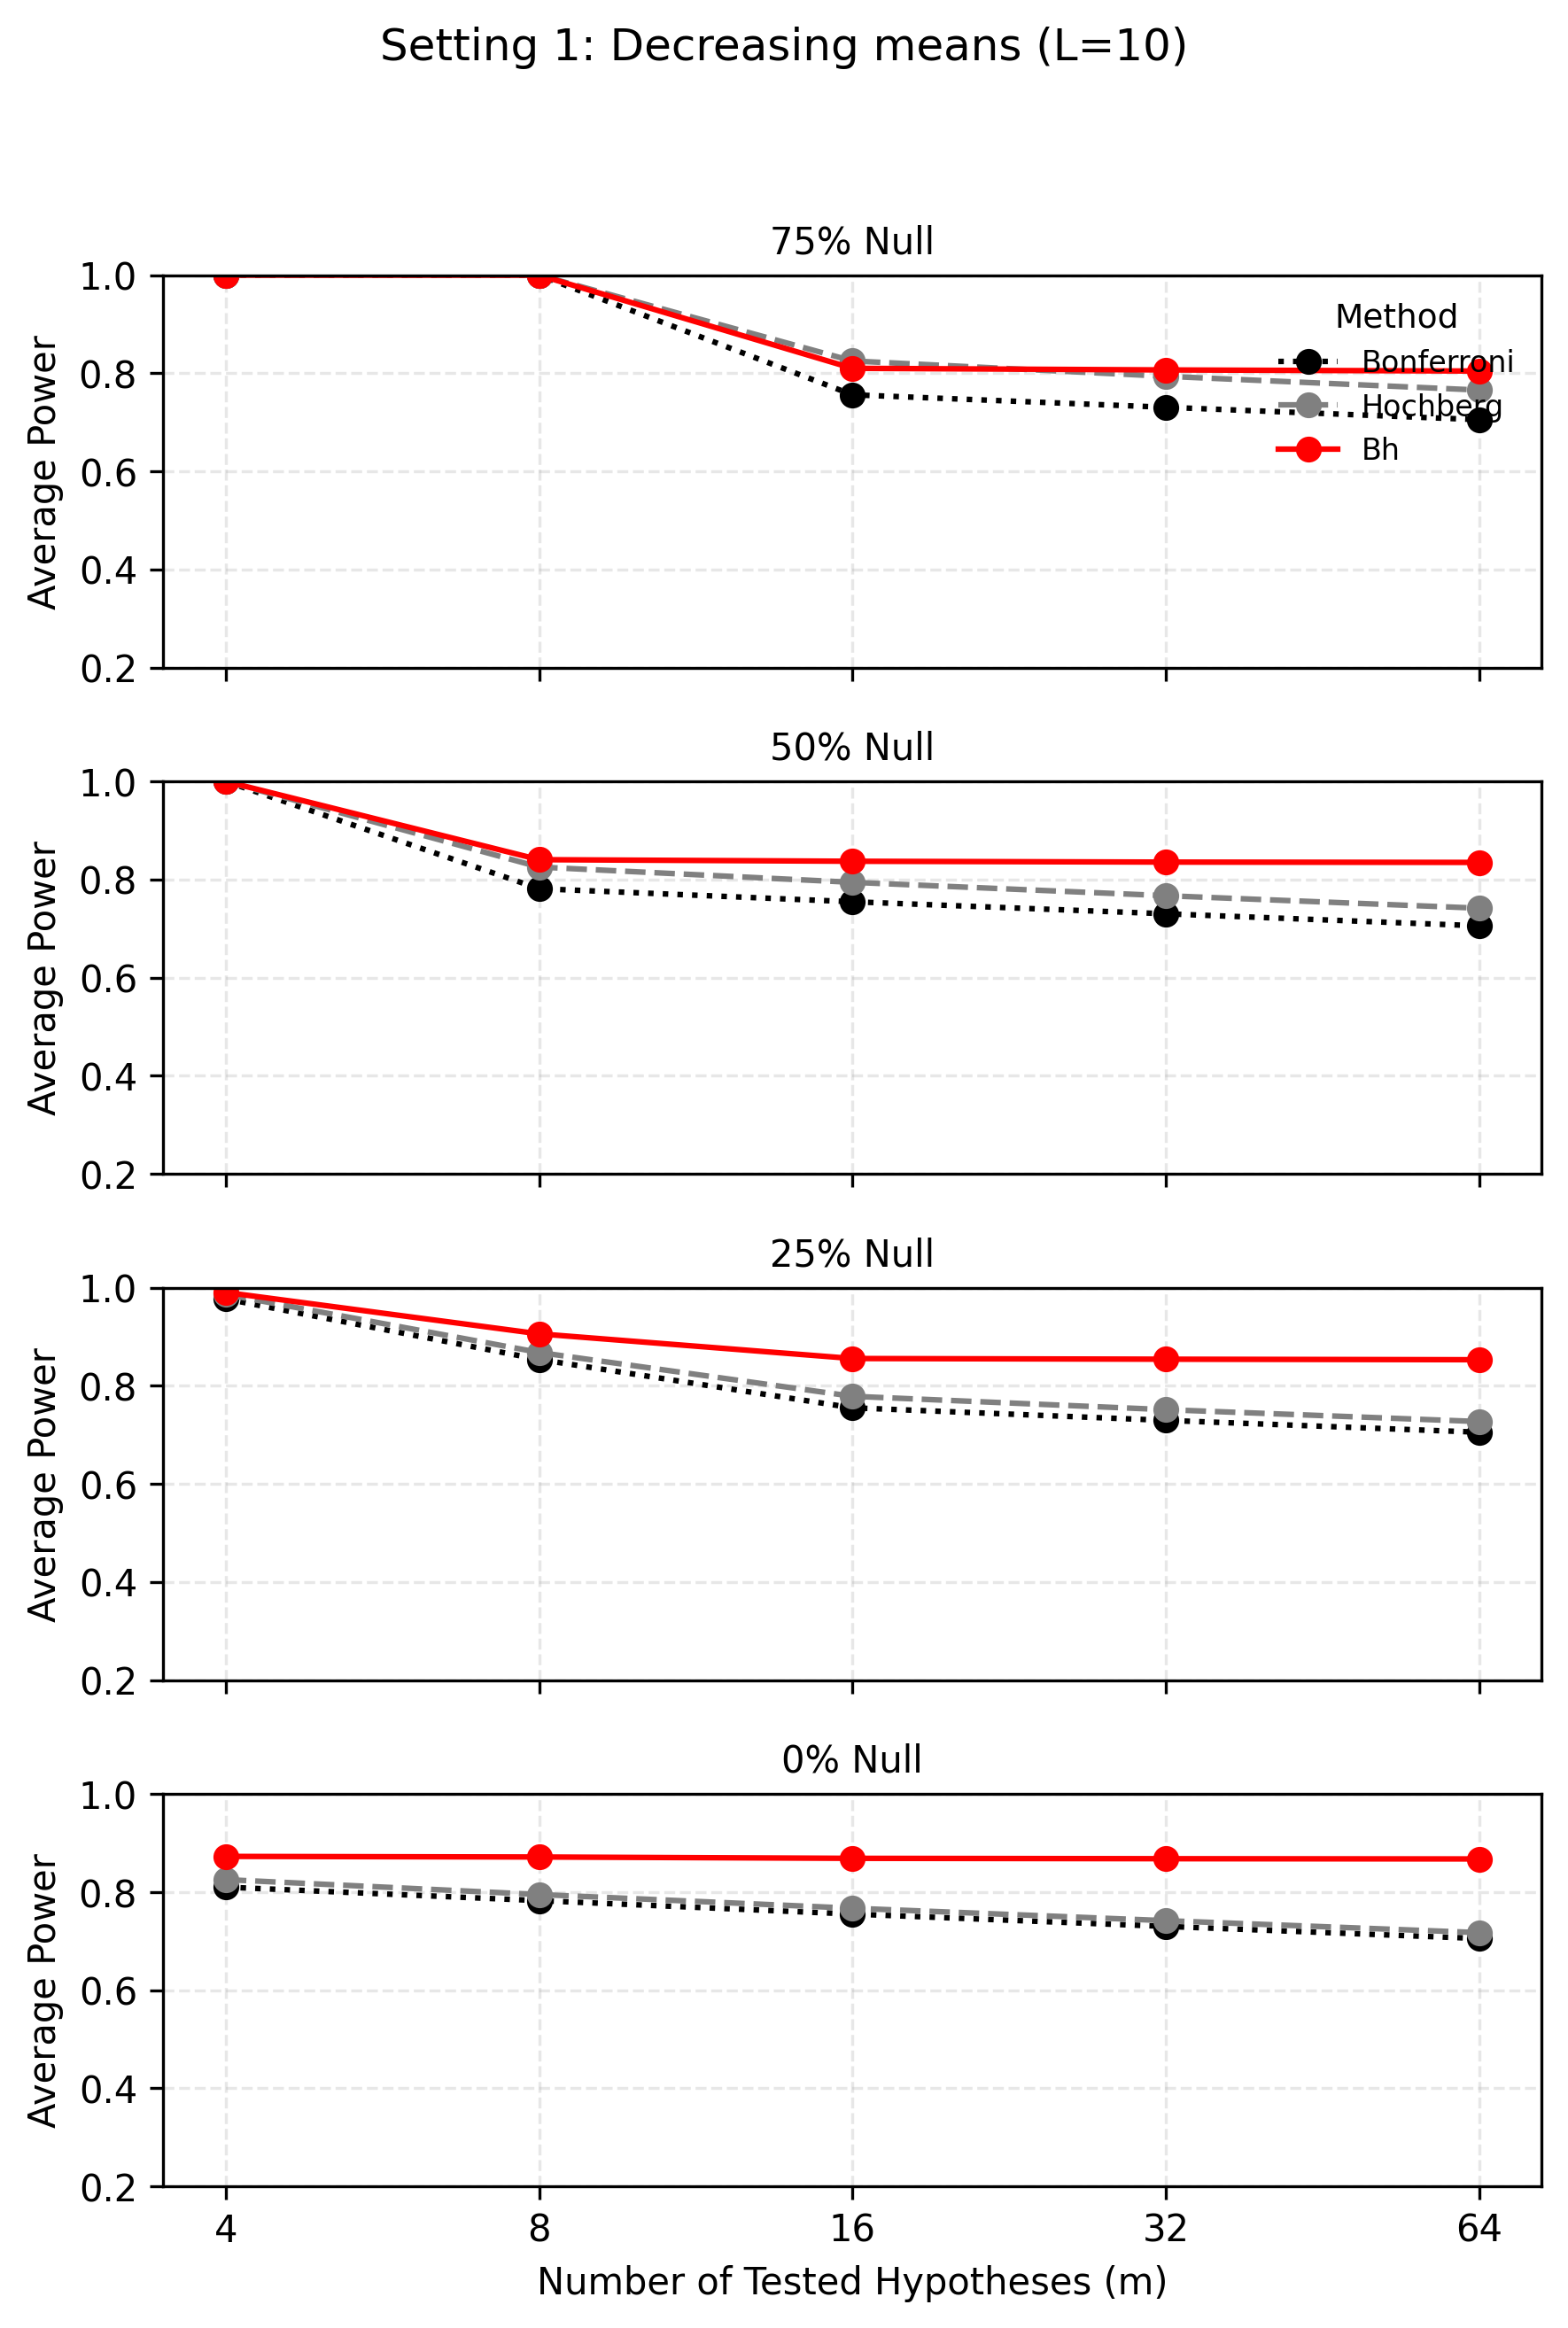 Setting 1: Decreasing means (L=10)
75% Null
Average Power
1.0
0.8
0.6
0.4
0.2
Method
Bonferroni
Hochberg
Bh
50% Null
Average Power
1.0
0.8
0.6
0.4
0.2
25% Null
Average Power
1.0
0.8
0.6
0.4
0.2
0% Null
Average Power
1.0
0.8
0.6
0.4
0.2
4 8 16 32 64
Number of Tested Hypotheses (m)